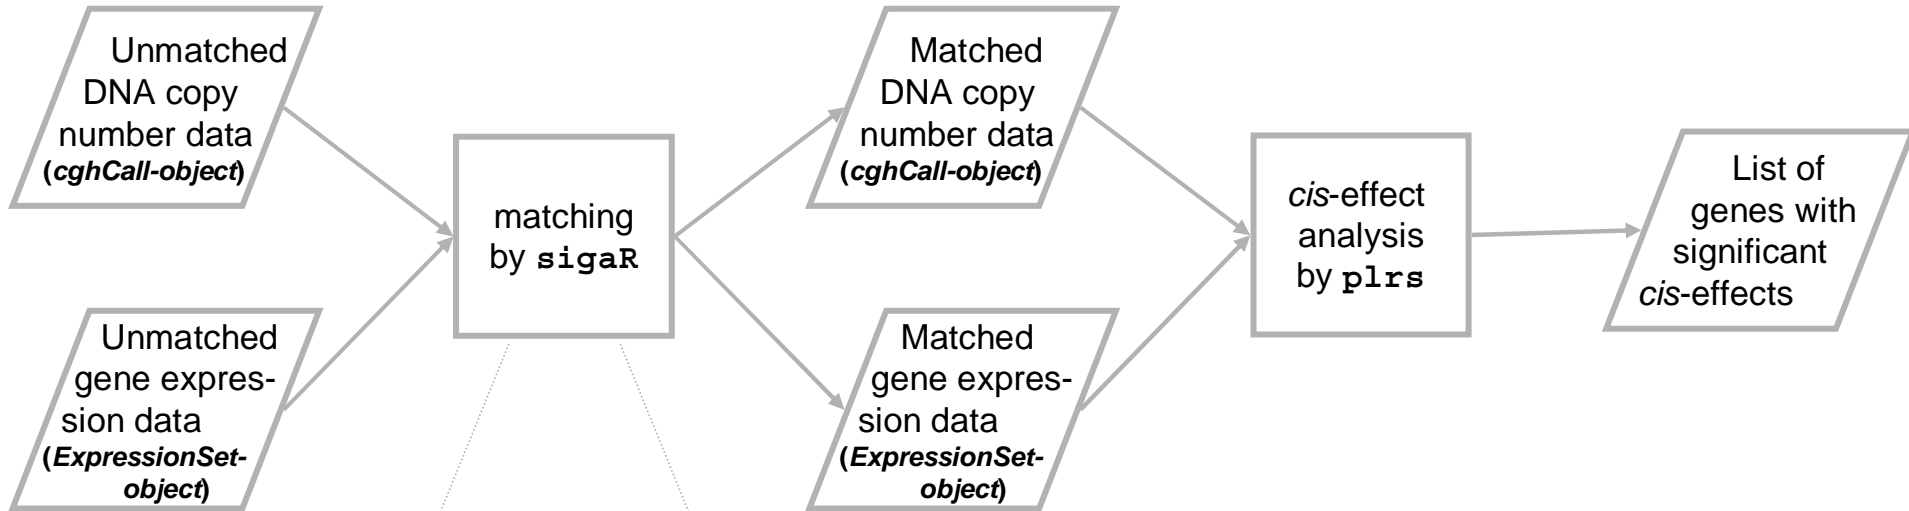 Unmatched
DNA copy
number data
(cghCall-object)
Unmatched
gene expres-
sion data
(ExpressionSet-
object)
matching
by sigaR
Matched
DNA copy
number data
(cghCall-object)
Matched
gene expres-
sion data
(ExpressionSet-
object)
cis-effect
analysis
by plrs
List of
genes with
significant
cis-effects